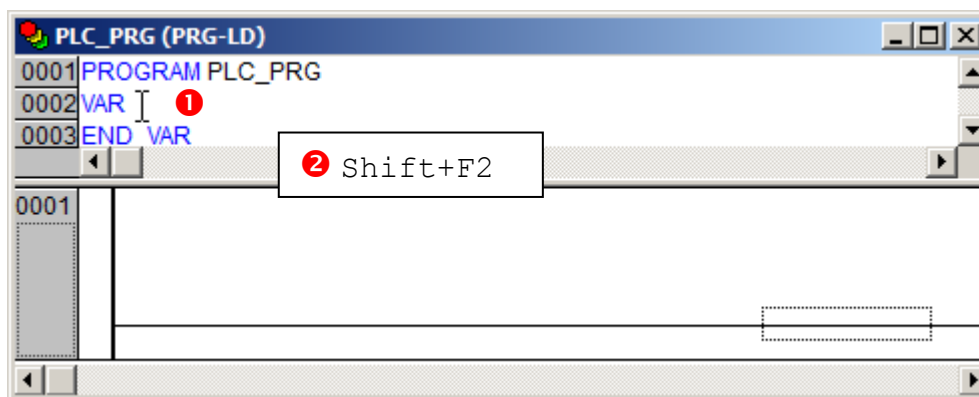 PLC_PRG (PRG-LD)
0001 PROGRAM PLC_PRG
0002 VAR ❶
0003 END_VAR
❷ Shift+F2
0001